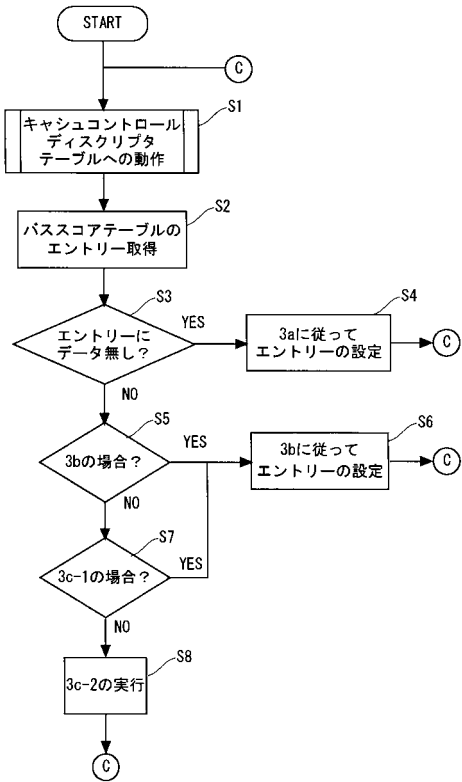 START
C
S1
キャシュコントロール
ディスクリプタ
テーブルへの動作
S2
パススコアテーブルの
エントリー取得
S3
エントリーに
データ無し？
YES
NO
S4
3aに従って
エントリーの設定
C
S5
3bの場合？
YES
NO
S6
3bに従って
エントリーの設定
C
S7
3c-1の場合？
YES
NO
S8
3c-2の実行
C